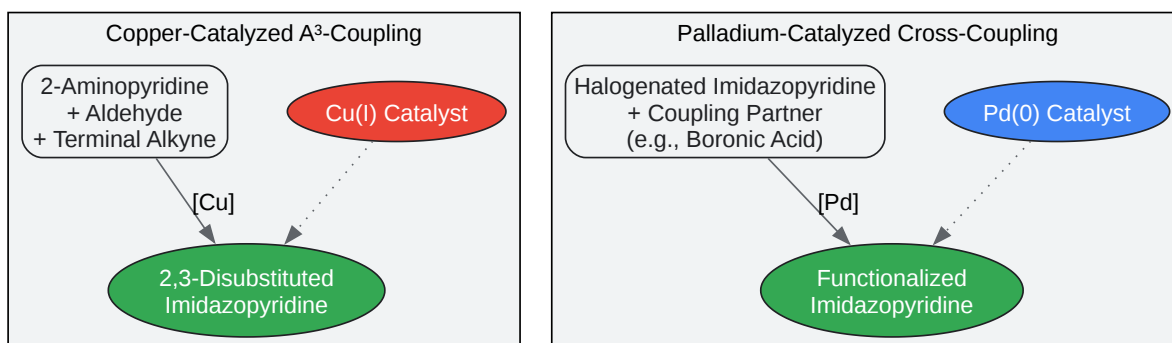 Copper-Catalyzed A³-Coupling
2-Aminopyridine
+ Aldehyde
+ Terminal Alkyne
Cu(I) Catalyst
[Cu]
2,3-Disubstituted
Imidazopyridine
Palladium-Catalyzed Cross-Coupling
Halogenated Imidazopyridine
+ Coupling Partner
(e.g., Boronic Acid)
Pd(0) Catalyst
[Pd]
Functionalized
Imidazopyridine